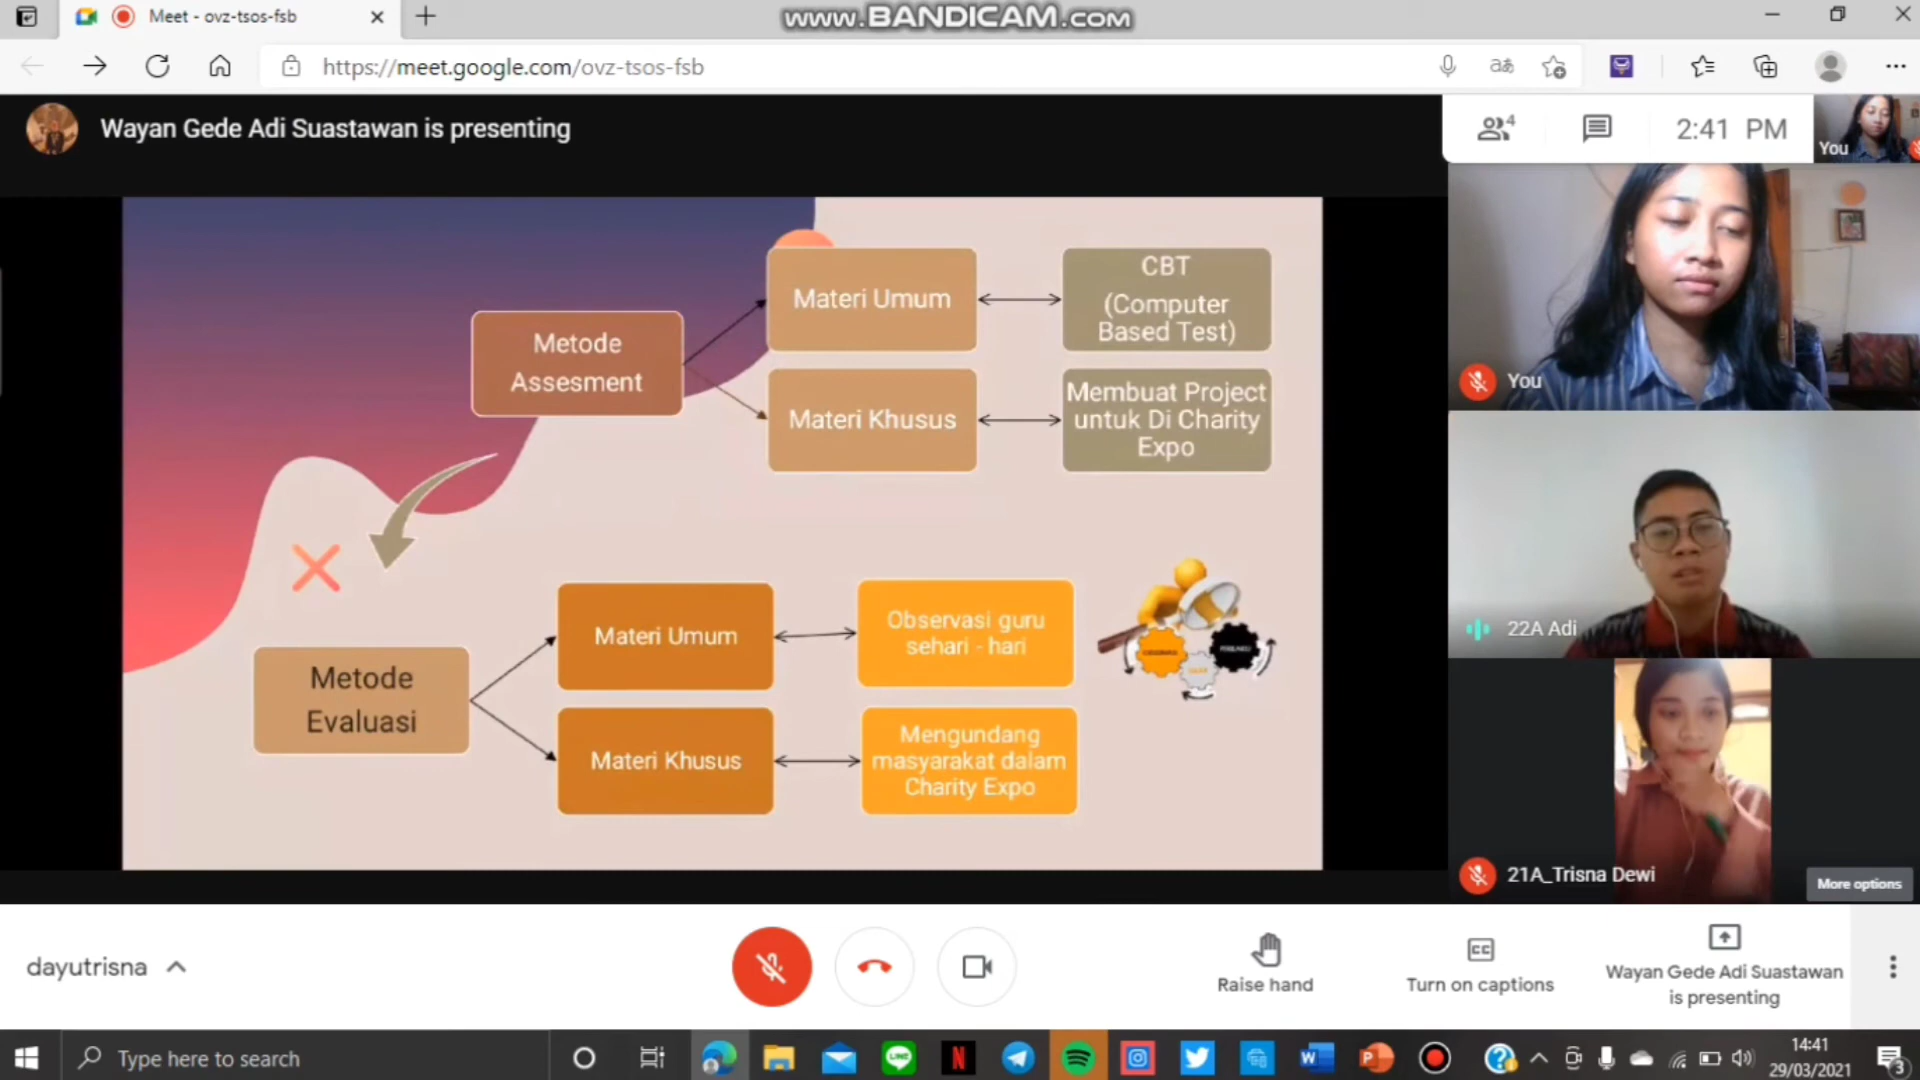 Meet - ovz-tsos-fsb
www.BANDICAM.com
https://meet.google.com/ovz-tsos-fsb
Wayan Gede Adi Suastawan is presenting
4
2:41 PM
You
Metode
Assesment
Materi Umum
CBT
(Computer
Based Test)
Materi Khusus
Membuat Project
untuk Di Charity
Expo
Metode
Evaluasi
Materi Umum
Observasi guru
sehari - hari
Materi Khusus
Mengundang
masyarakat dalam
Charity Expo
You
22A Adi
21A_Trisna Dewi
More options
dayutrisna
Raise hand
CC
Turn on captions
Wayan Gede Adi Suastawan
is presenting
Type here to search
14:41
29/03/2021
3